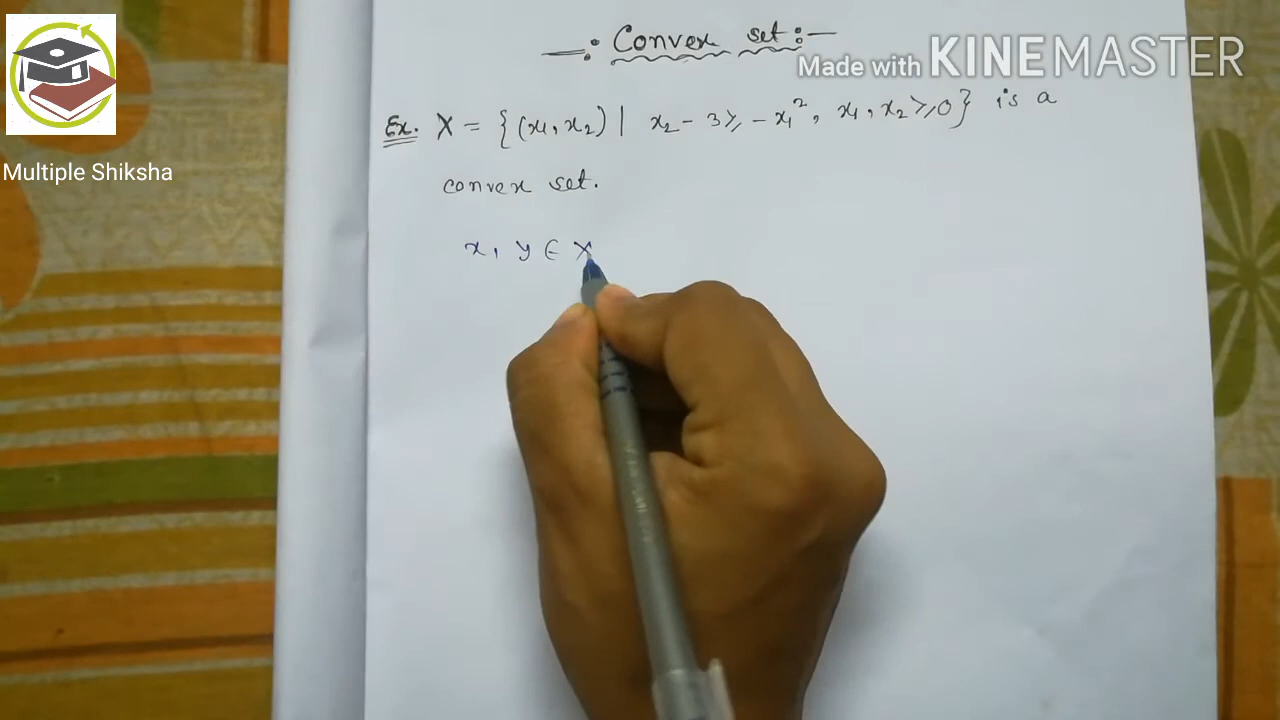 —: Convex set :—
Made with KINEMASTER
Ex. X = {(x₁, x₂) | x₂ - 3 ≥ - x₁², x₁, x₂ ≥ 0} is a
Multiple Shiksha
convex set.
x, y ∈ X